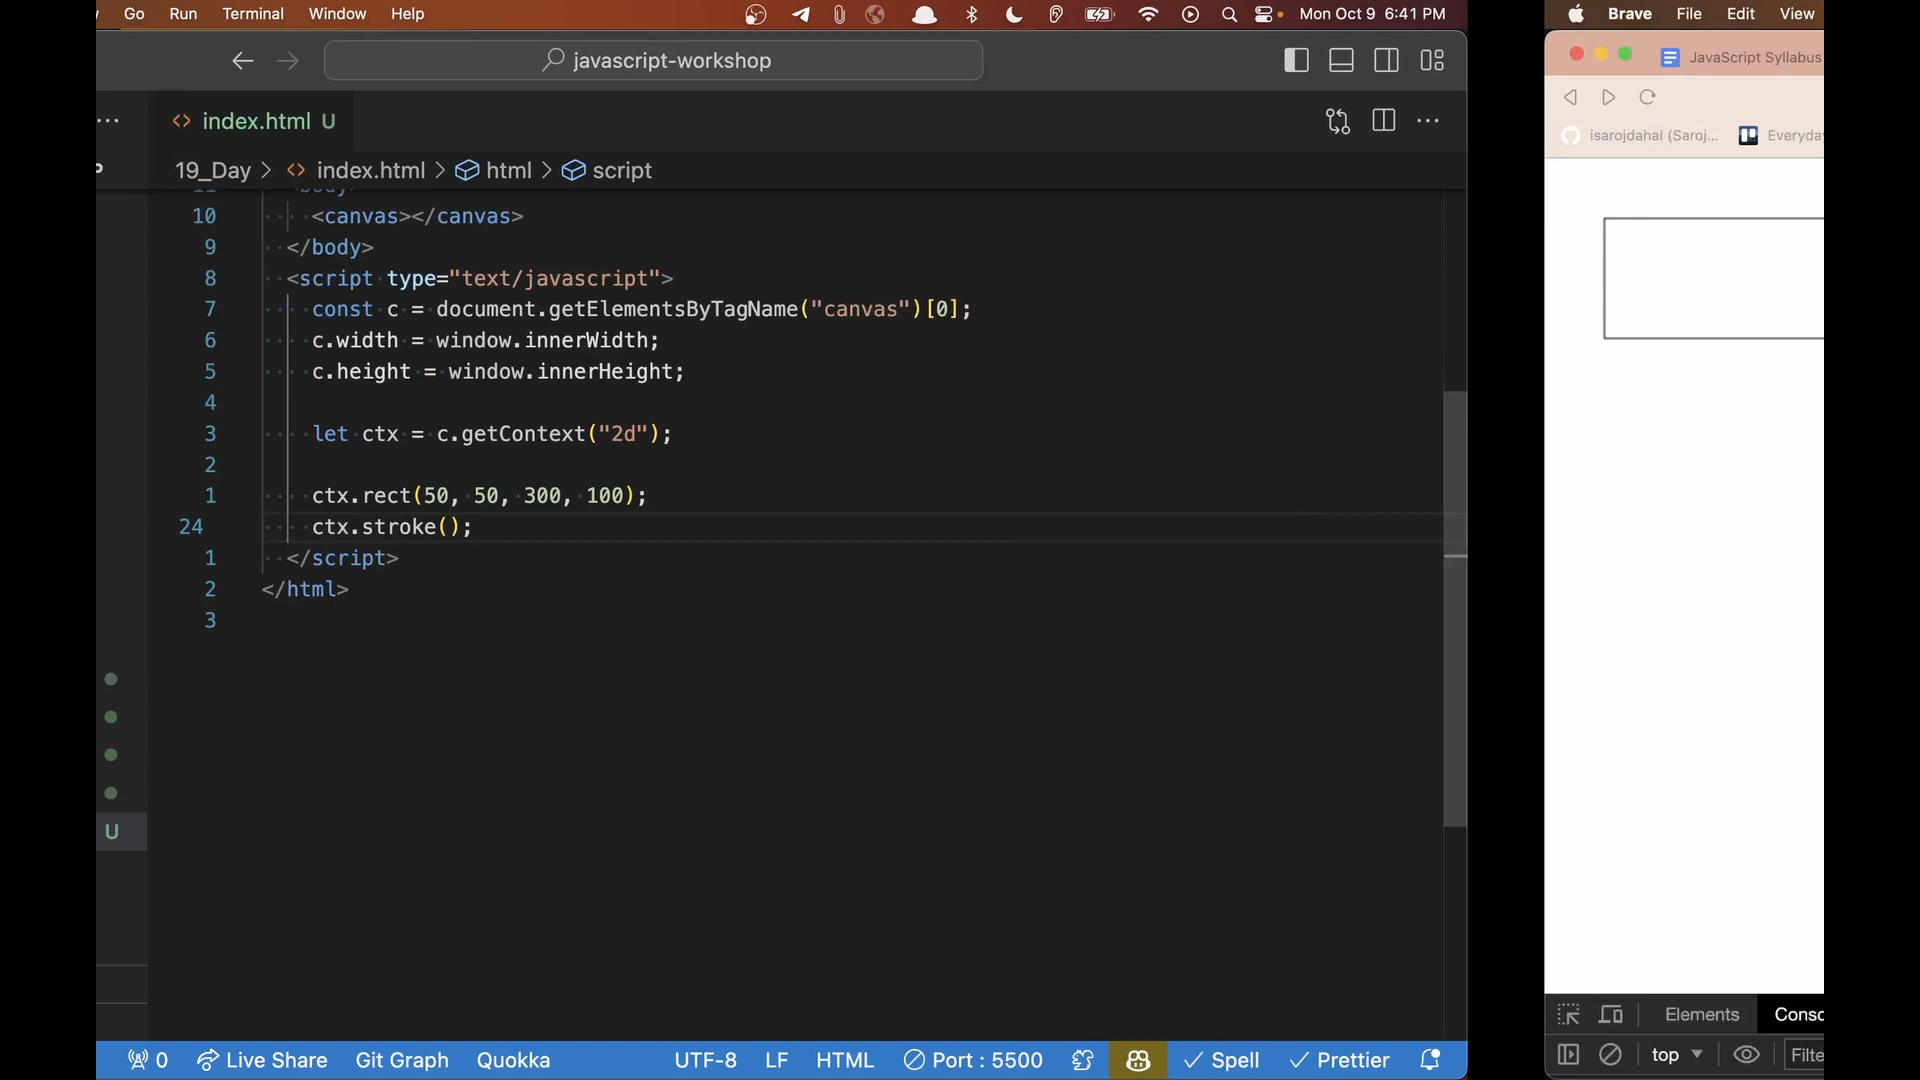 Go Run Terminal Window Help Mon Oct 9 6:41 PM
javascript-workshop
index.html U
19_Day > index.html > html > script
10 <canvas></canvas>
9 </body>
8 <script type="text/javascript">
7 const c = document.getElementsByTagName("canvas")[0];
6 c.width = window.innerWidth;
5 c.height = window.innerHeight;
4
3 let ctx = c.getContext("2d");
2
1 ctx.rect(50, 50, 300, 100);
24 ctx.stroke();
1 </script>
2 </html>
3
U
0 Live Share Git Graph Quokka UTF-8 LF HTML Port : 5500 Spell Prettier
Brave File Edit View
JavaScript Syllabus
isarojdahal (Saroj... Everyday
Elements Conso
top Filte